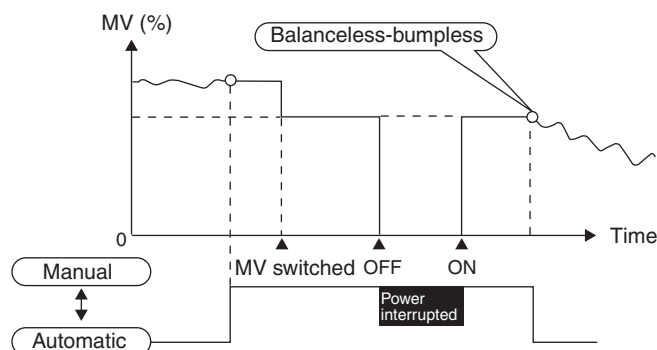 MV (%)
Balanceless-bumpless
0
Time
MV switched OFF ON
Manual
Power
interrupted
Automatic